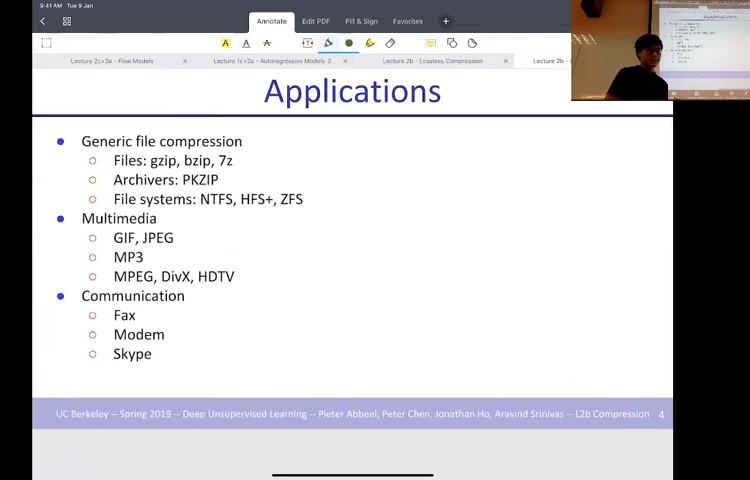 9:41 AM Tue 9 Jan
Annotate Edit PDF Fill & Sign Favorites +
Lecture 2c+3a - Flow Models × Lecture 1c+2a - Autoregressive Models -2 × Lecture 2b - Lossless Compression × Lecture 2b -
Applications
Generic file compression
Files: gzip, bzip, 7z
Archivers: PKZIP
File systems: NTFS, HFS+, ZFS
Multimedia
GIF, JPEG
MP3
MPEG, DivX, HDTV
Communication
Fax
Modem
Skype
UC Berkeley -- Spring 2019 -- Deep Unsupervised Learning -- Pieter Abbeel, Peter Chen, Jonathan Ho, Aravind Srinivas -- L2b Compression 4
Applications